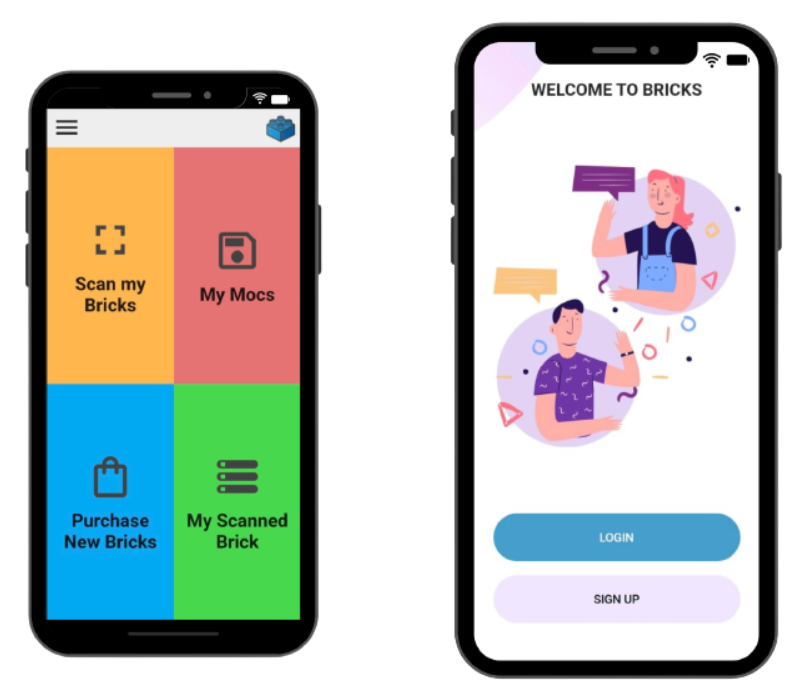 Scan my
Bricks
My Mocs
Purchase
New Bricks
My Scanned
Brick
WELCOME TO BRICKS
LOGIN
SIGN UP